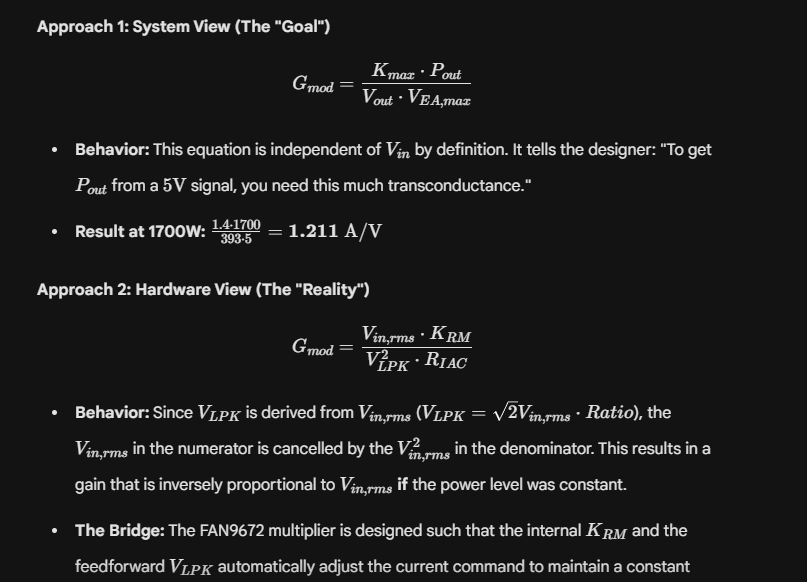 Approach 1: System View (The "Goal")
G_{mod} = \frac{K_{max} \cdot P_{out}}{V_{out} \cdot V_{EA,max}}
• Behavior: This equation is independent of V_{in} by definition. It tells the designer: "To get
P_{out} from a 5V signal, you need this much transconductance."
• Result at 1700W: \frac{1.4 \cdot 1700}{393 \cdot 5} = 1.211 A/V
Approach 2: Hardware View (The "Reality")
G_{mod} = \frac{V_{in,rms} \cdot K_{RM}}{V_{LPK}^2 \cdot R_{IAC}}
• Behavior: Since V_{LPK} is derived from V_{in,rms} (V_{LPK} = \sqrt{2}V_{in,rms} \cdot Ratio), the
V_{in,rms} in the numerator is cancelled by the V_{in,rms}^2 in the denominator. This results in a
gain that is inversely proportional to V_{in,rms} if the power level was constant.
• The Bridge: The FAN9672 multiplier is designed such that the internal K_{RM} and the
feedforward V_{LPK} automatically adjust the current command to maintain a constant